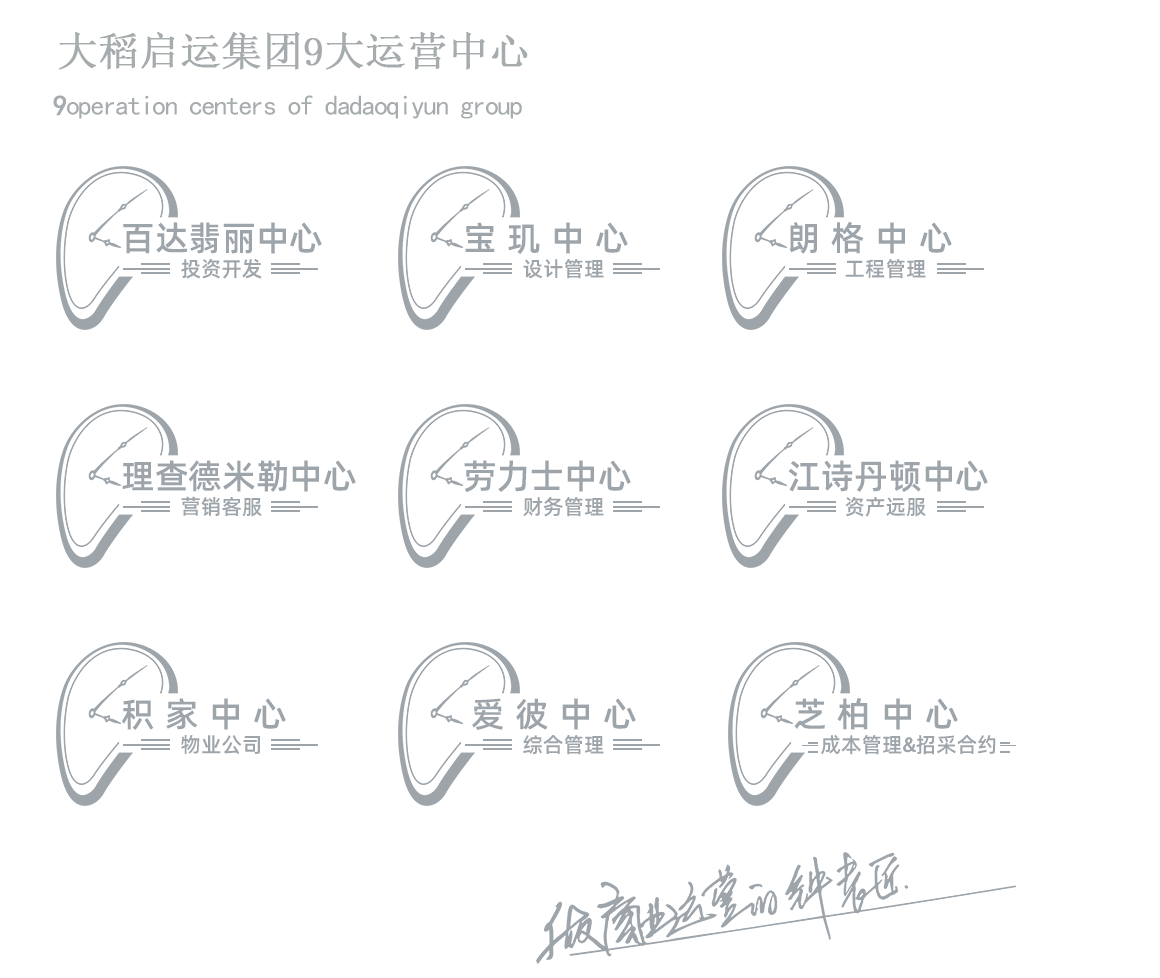 大稻启运集团9大运营中心
9operation centers of dadaoqiyun group
百达翡丽中心
投资开发
宝玑中心
设计管理
朗格中心
工程管理
理查德米勒中心
营销客服
劳力士中心
财务管理
江诗丹顿中心
资产远服
积家中心
物业公司
爱彼中心
综合管理
芝柏中心
成本管理&招采合约
做商业运营的钟表匠